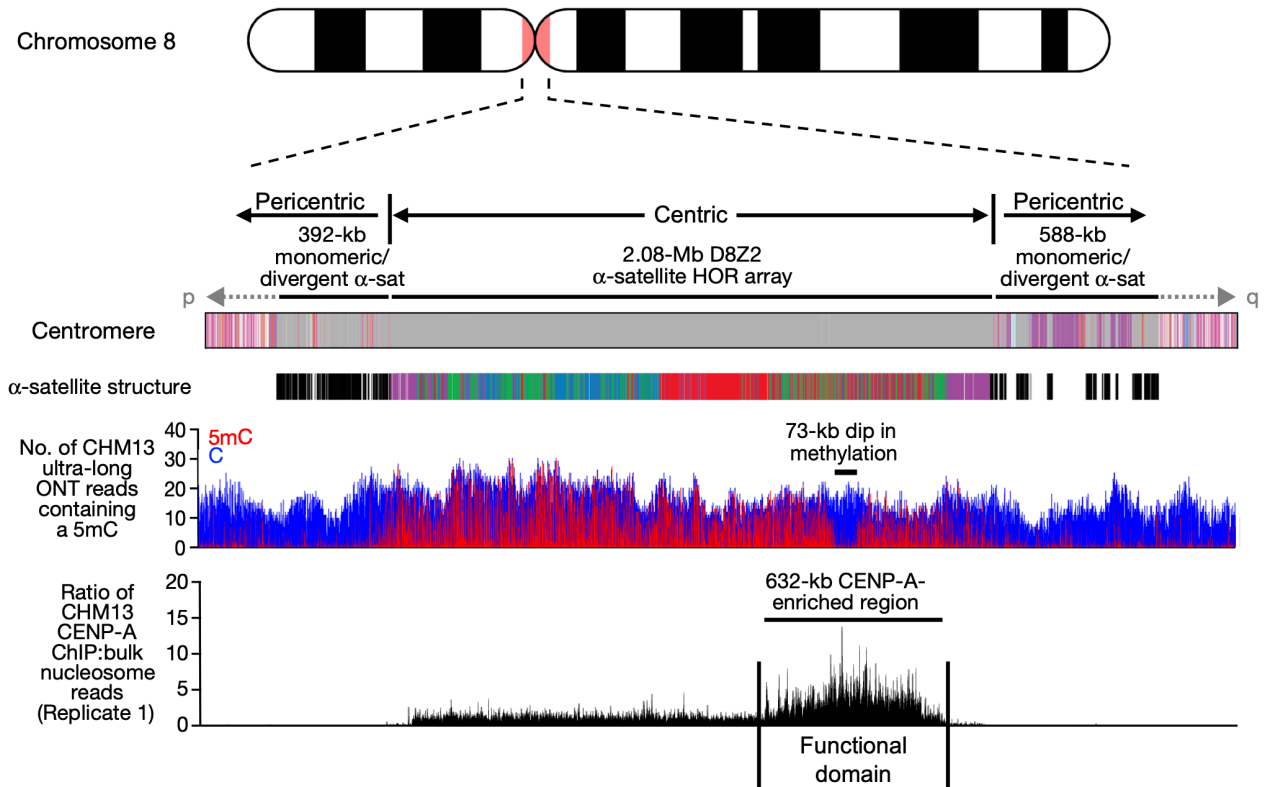 Chromosome 8
Pericentric
Centric
Pericentric
392-kb
monomeric/
divergent α-sat
2.08-Mb D8Z2
α-satellite HOR array
588-kb
monomeric/
divergent α-sat
p
q
Centromere
α-satellite structure
No. of CHM13
ultra-long
ONT reads
containing
a 5mC
40
30
20
10
0
5mC
C
73-kb dip in
methylation
Ratio of
CHM13
CENP-A
ChIP:bulk
nucleosome
reads
(Replicate 1)
20
15
10
5
0
632-kb CENP-A-
enriched region
Functional
domain